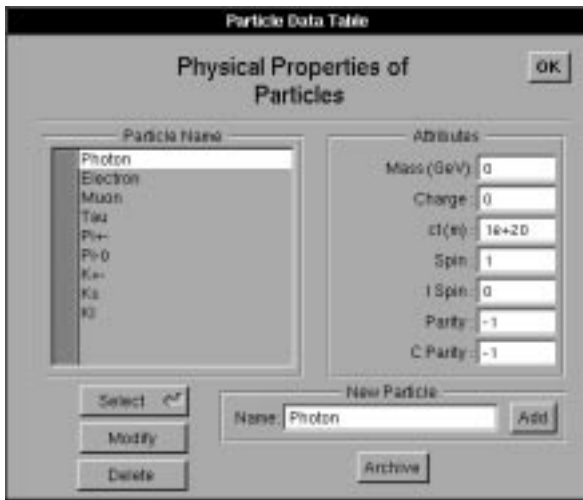 Particle Data Table
Physical Properties of
Particles
OK
Particle Name
Photon
Electron
Muon
Tau
Pi+-
Pi-0
K+-
Ks
Kl
Attributes
Mass (GeV): 0
Charge: 0
ct(m): 1e+20
Spin: 1
I Spin: 0
Parity: -1
C Parity: -1
Select
Modify
Delete
New Particle
Name: Photon
Add
Archive